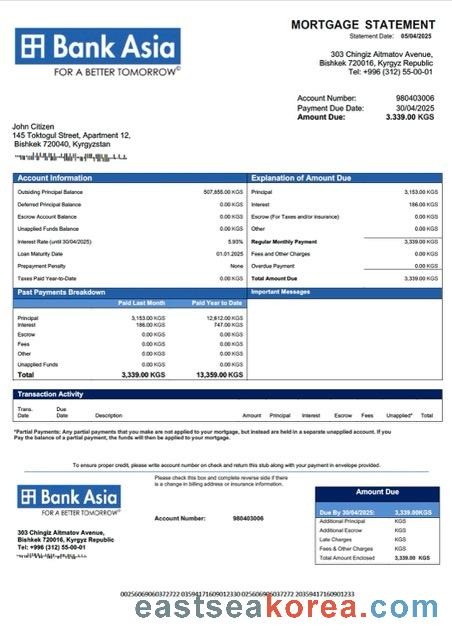 MORTGAGE STATEMENT
Statement Date: 05/04/2025
Bank Asia
FOR A BETTER TOMORROW©
303 Chingiz Aitmatov Avenue,
Bishkek 720016, Kyrgyz Republic
Tel: +996 (312) 55-00-01
Account Number: 980403006
Payment Due Date: 30/04/2025
Amount Due: 3.339.00 KGS
John Citizen
145 Toktogul Street, Apartment 12,
Bishkek 720040, Kyrgyzstan
Account Information
Outsiding Principal Balance 507,855.00 KGS
Deferred Principal Balance 0.00 KGS
Escrow Account Balance 0.00 KGS
Unapplied Funds Balance 0.00 KGS
Interest Rate (until 30/04/2025) 5.93%
Loan Maturity Date 01.01.2025
Prepayment Penalty None
Taxes Paid Year-to-Date 0.00 KGS
Explanation of Amount Due
Principal 3,153.00 KGS
Interest 186.00 KGS
Escrow (For Taxes and/or insurance) 0.00 KGS
Other 0.00 KGS
Regular Monthly Payment 3,339.00 KGS
Fees and Other Charges 0.00 KGS
Overdue Payment 0.00 KGS
Total Amount Due 3,339.00 KGS
Past Payments Breakdown
Paid Last Month Paid Year to Date
Principal 3,153.00 KGS 12,612.00 KGS
Interest 186.00 KGS 747.00 KGS
Escrow 0.00 KGS 0.00 KGS
Fees 0.00 KGS 0.00 KGS
Other 0.00 KGS 0.00 KGS
Unapplied Funds 0.00 KGS 0.00 KGS
Total 3,339.00 KGS 13,359.00 KGS
Important Messages
Transaction Activity
Trans. Date Due Date Description Amount Principal Interest Escrow Fees Unapplied* Total
*Partial Payments: Any partial payments that you make are not applied to your mortgage, but instead are held in a separate unapplied account. If you
Pay the balance of a partial payment, the funds will then be applied to your mortgage.
To ensure proper credit, please write account number on check and return this stub along with your payment in envelope provided.
Bank Asia
FOR A BETTER TOMORROW©
303 Chingiz Aitmatov Avenue,
Bishkek 720016, Kyrgyz Republic
Tel: +996 (312) 55-00-01
Please check this box and complete reverse side if there
is a change in billing address or insurance information.
Account Number: 980403006
Amount Due
Due By 30/04/2025: 3,339.00KGS
Additional Principal KGS
Additional Escrow KGS
Late Charges KGS
Fees & Other Charges KGS
Total Amount Enclosed 3,339.00 KGS
eastseakorea.com